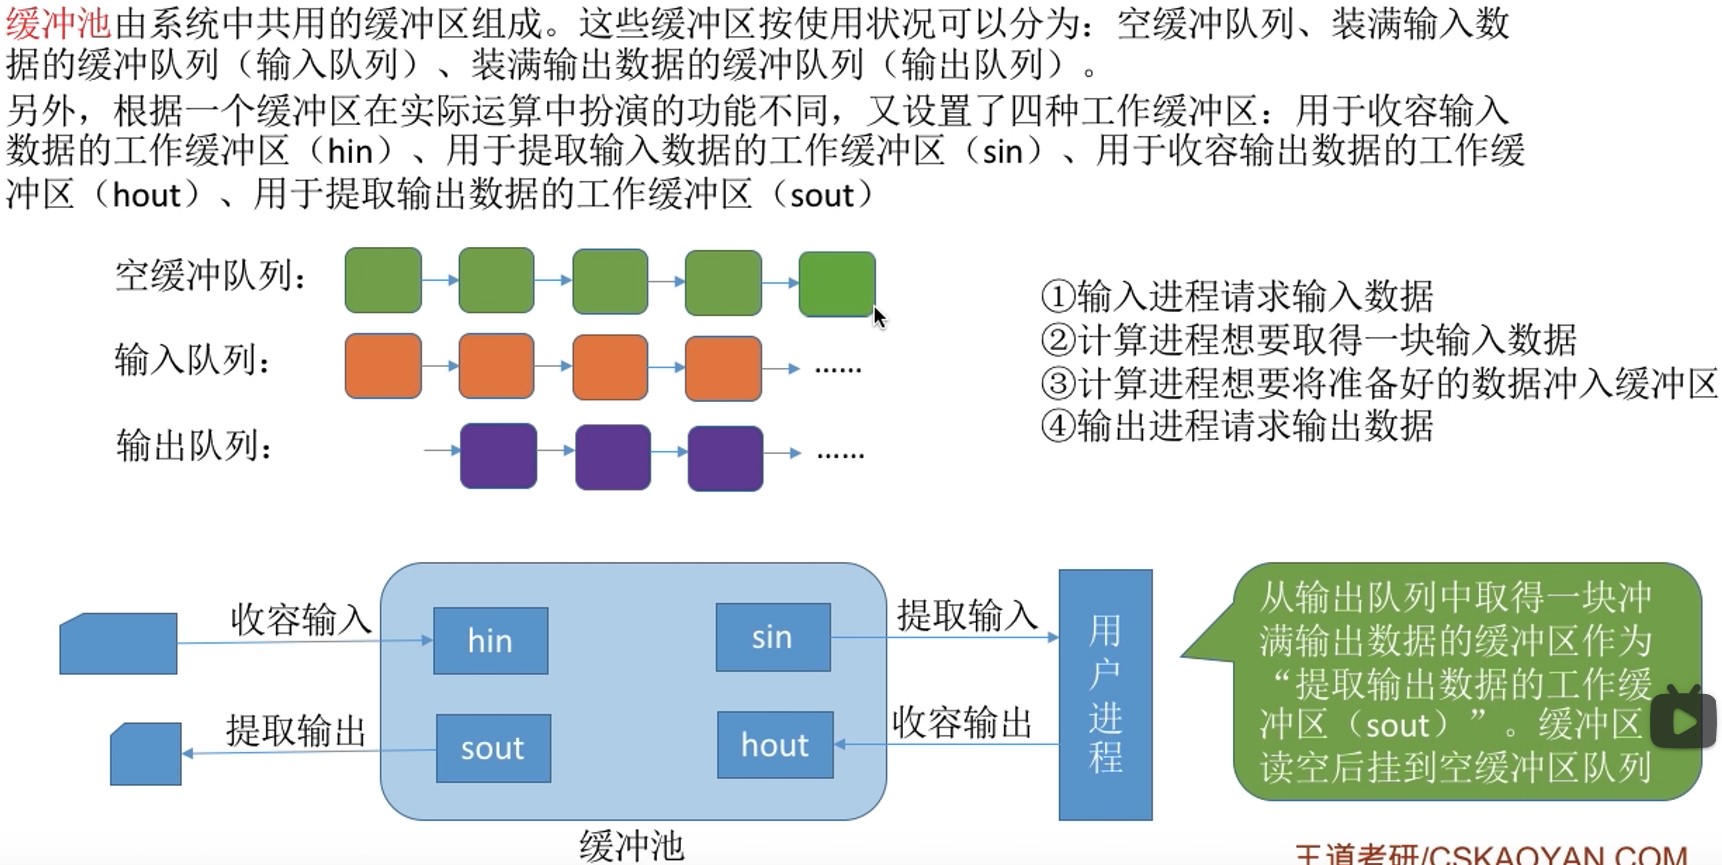 缓冲池由系统中共用的缓冲区组成。这些缓冲区按使用状况可以分为：空缓冲队列、装满输入数
据的缓冲队列（输入队列）、装满输出数据的缓冲队列（输出队列）。
另外，根据一个缓冲区在实际运算中扮演的功能不同，又设置了四种工作缓冲区：用于收容输入
数据的工作缓冲区（hin）、用于提取输入数据的工作缓冲区（sin）、用于收容输出数据的工作缓
冲区（hout）、用于提取输出数据的工作缓冲区（sout）
空缓冲队列：
输入队列：
……
输出队列：
……
①输入进程请求输入数据
②计算进程想要取得一块输入数据
③计算进程想要将准备好的数据冲入缓冲区
④输出进程请求输出数据
收容输入
hin
sin
提取输入
提取输出
sout
hout
收容输出
用户进程
缓冲池
从输出队列中取得一块冲
满输出数据的缓冲区作为
“提取输出数据的工作缓
冲区（sout）”。缓冲区
读空后挂到空缓冲区队列
王道考研/CSKAOYAN.COM